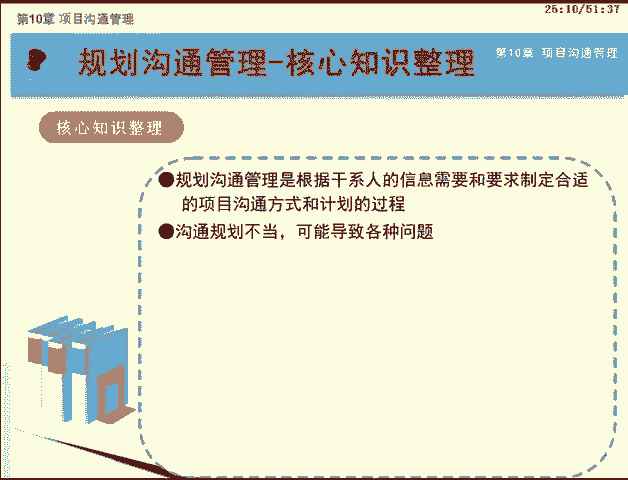 第10章 项目沟通管理
25:10/51:37
规划沟通管理-核心知识整理
第10章 项目沟通管理
核心知识整理
●规划沟通管理是根据干系人的信息需要和要求制定合适
的项目沟通方式和计划的过程
●沟通规划不当，可能导致各种问题